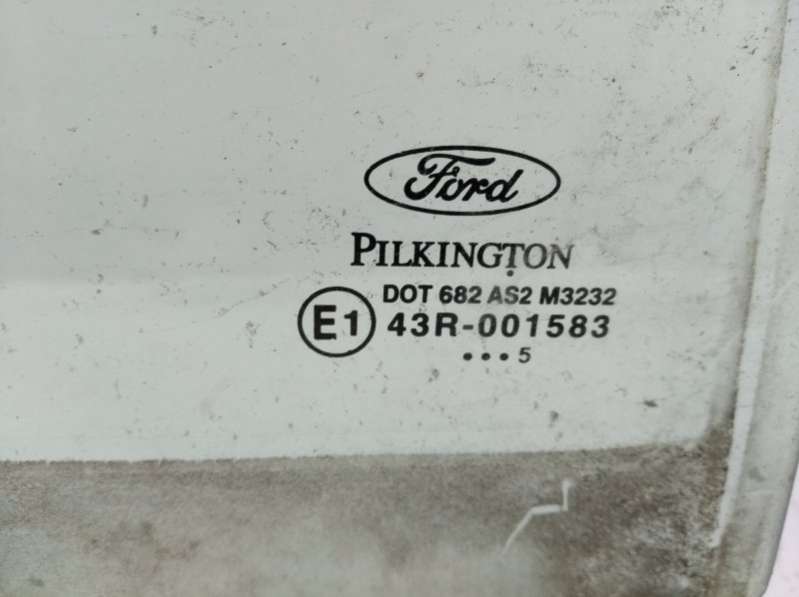 Ford
PILKINGTON
DOT 682 AS2 M3232
E1 43R-001583
•••5